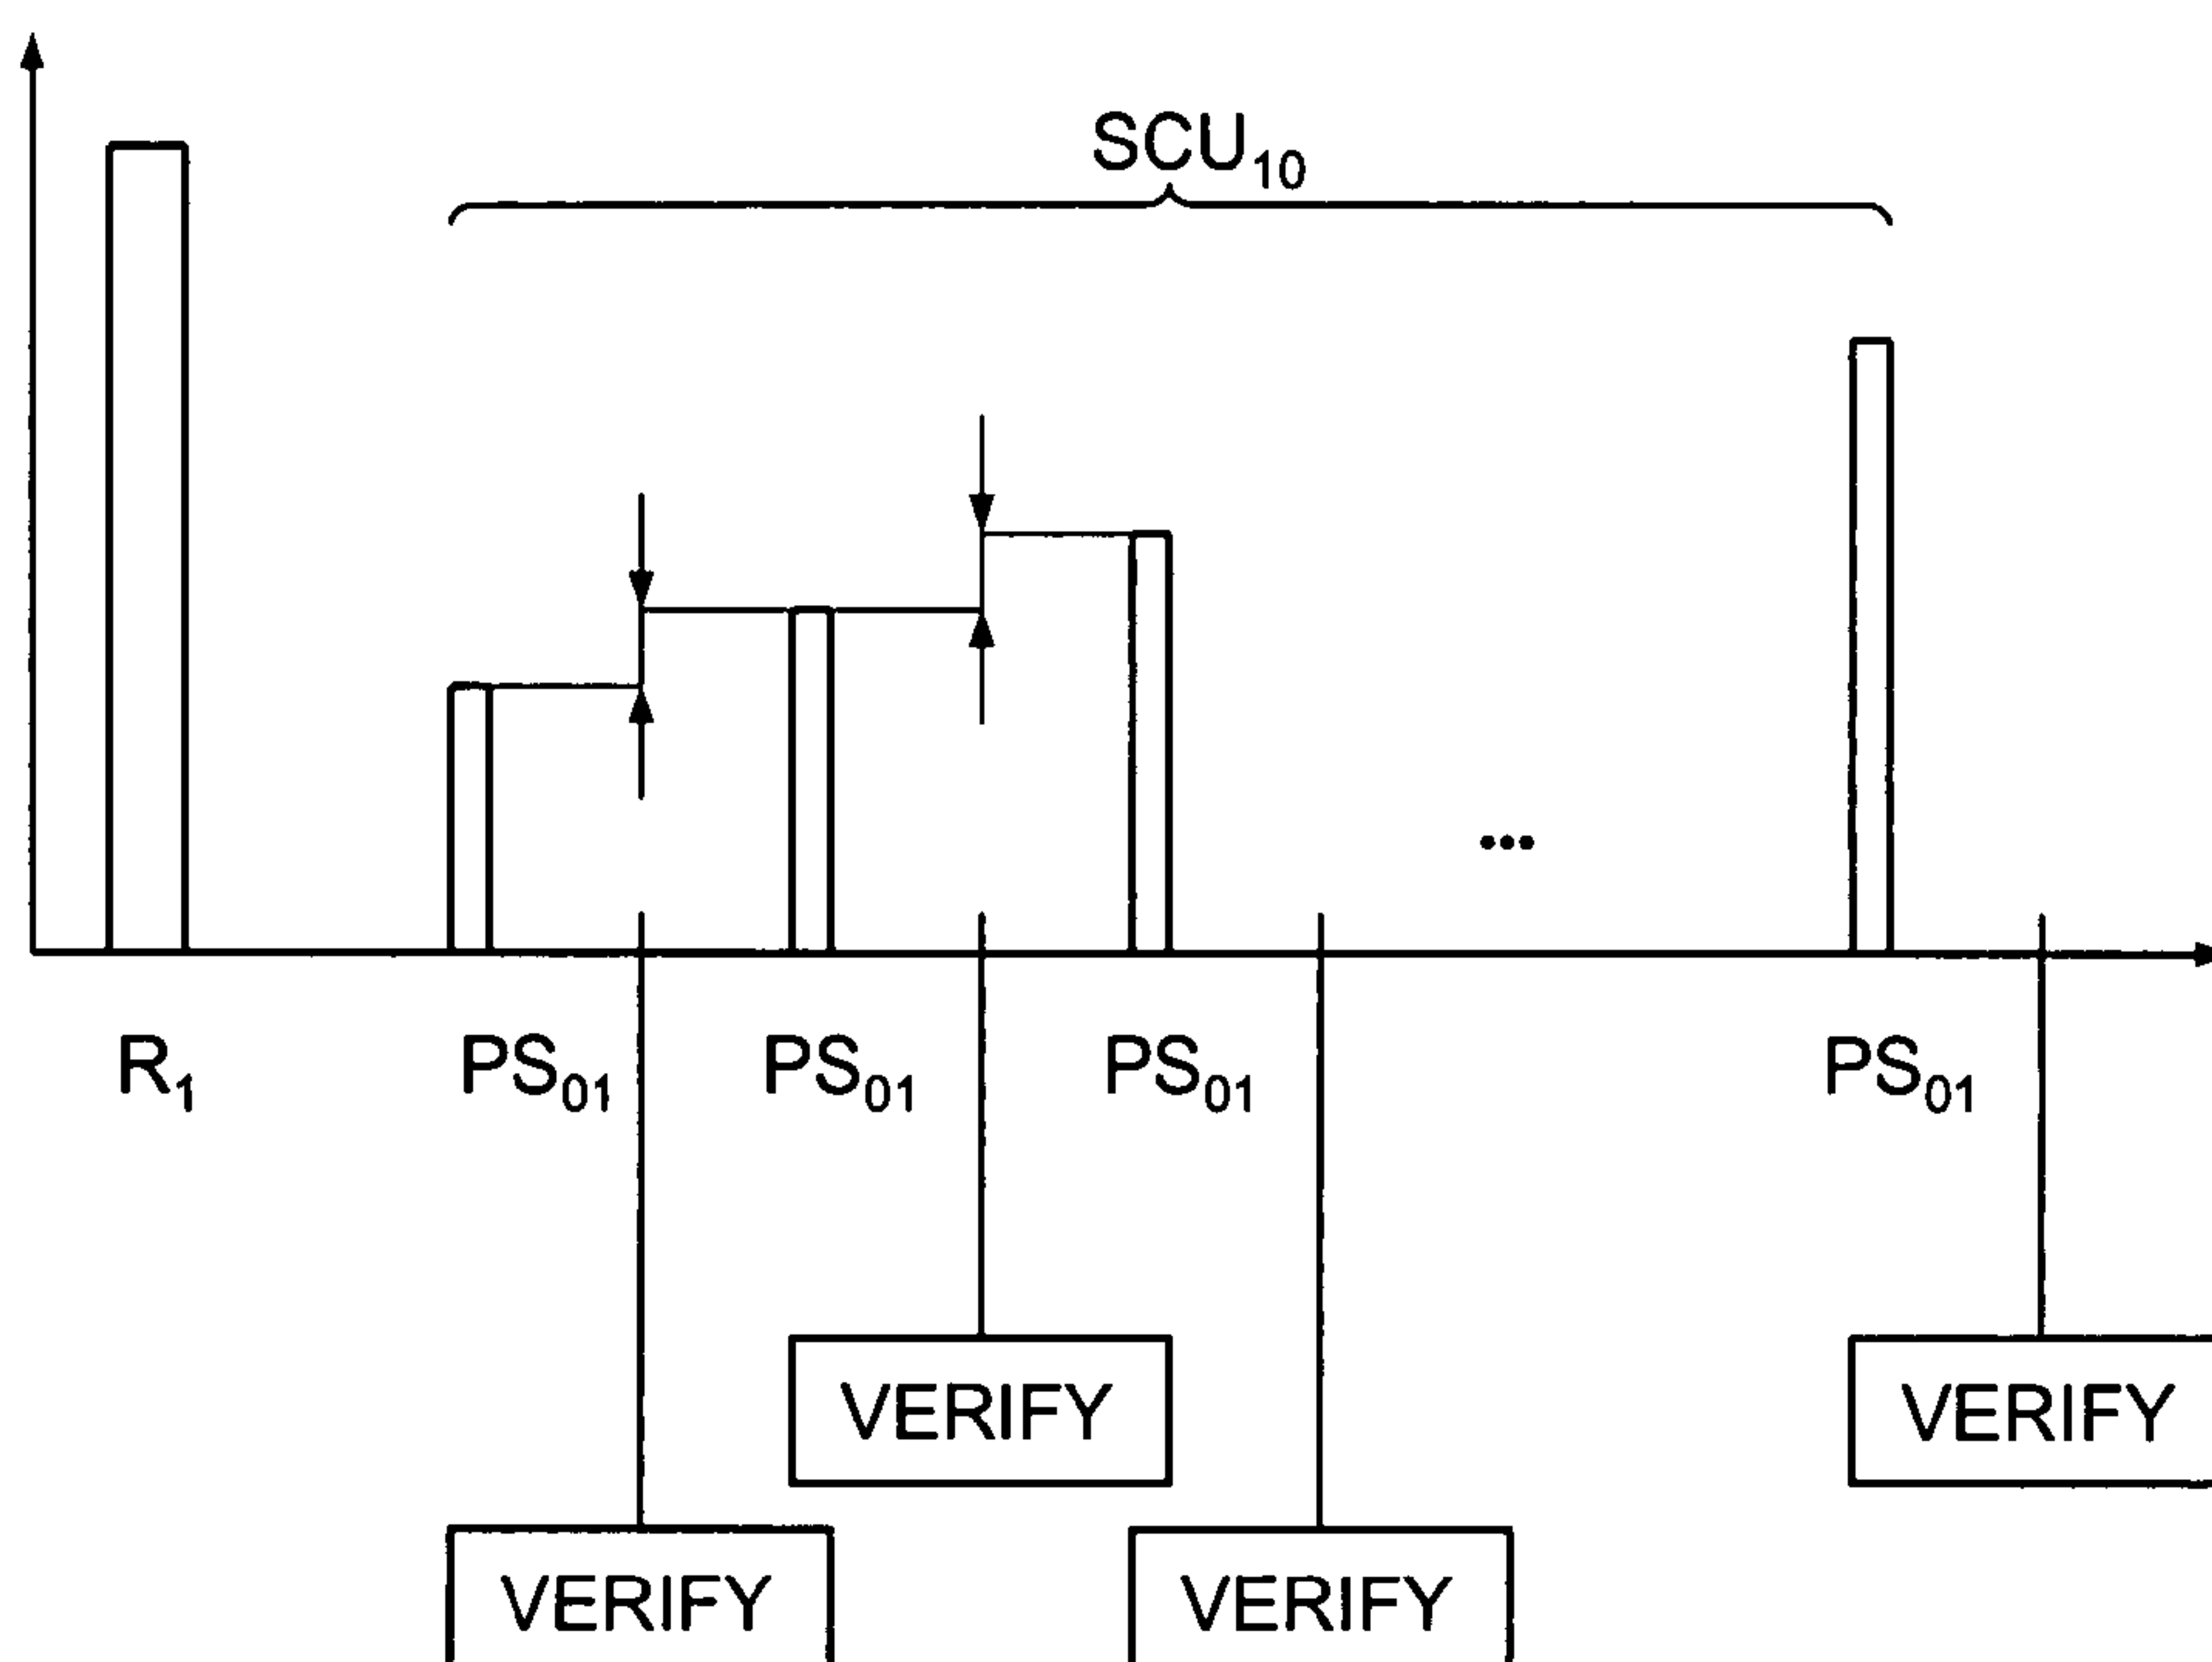 SCU₁₀
...
R₁ PS₀₁ PS₀₁ PS₀₁ PS₀₁
VERIFY VERIFY
VERIFY VERIFY